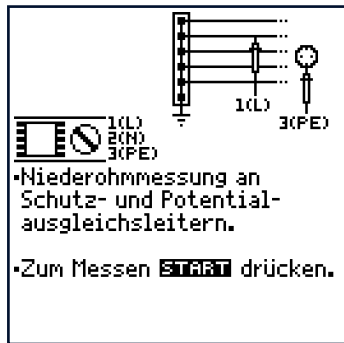 1(L)
3(PE)
1(L)
2(N)
3(PE)
•Niederohmmessung an
Schutz- und Potential-
ausgleichsleitern.
•Zum Messen START drücken.